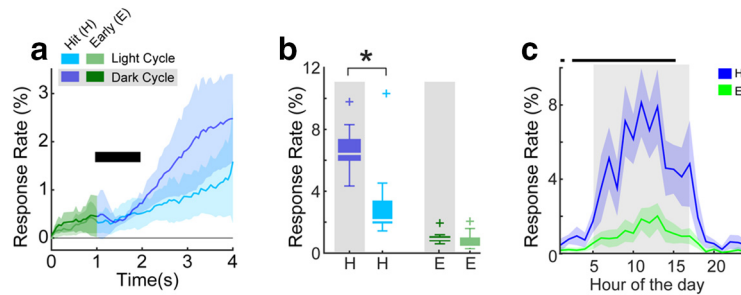 a
Hit (H)
Early (E)
Light Cycle
Dark Cycle
Response Rate (%)
3
2
1
0
0 1 2 3 4
Time(s)
b
*
Response Rate (%)
12
8
4
0
H H E E
c
H
E
Response Rate (%)
8
4
0
5 10 15 20
Hour of the day